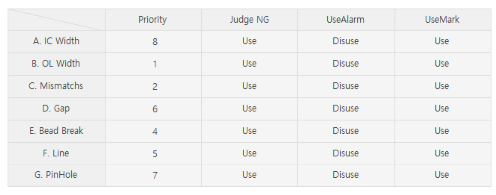 Priority Judge NG UseAlarm UseMark
A. IC Width 8 Use Disuse Use
B. OL Width 1 Use Disuse Use
C. Mismatchs 2 Use Disuse Use
D. Gap 6 Use Disuse Use
E. Bead Break 4 Use Disuse Use
F. Line 5 Use Disuse Use
G. PinHole 7 Use Disuse Use